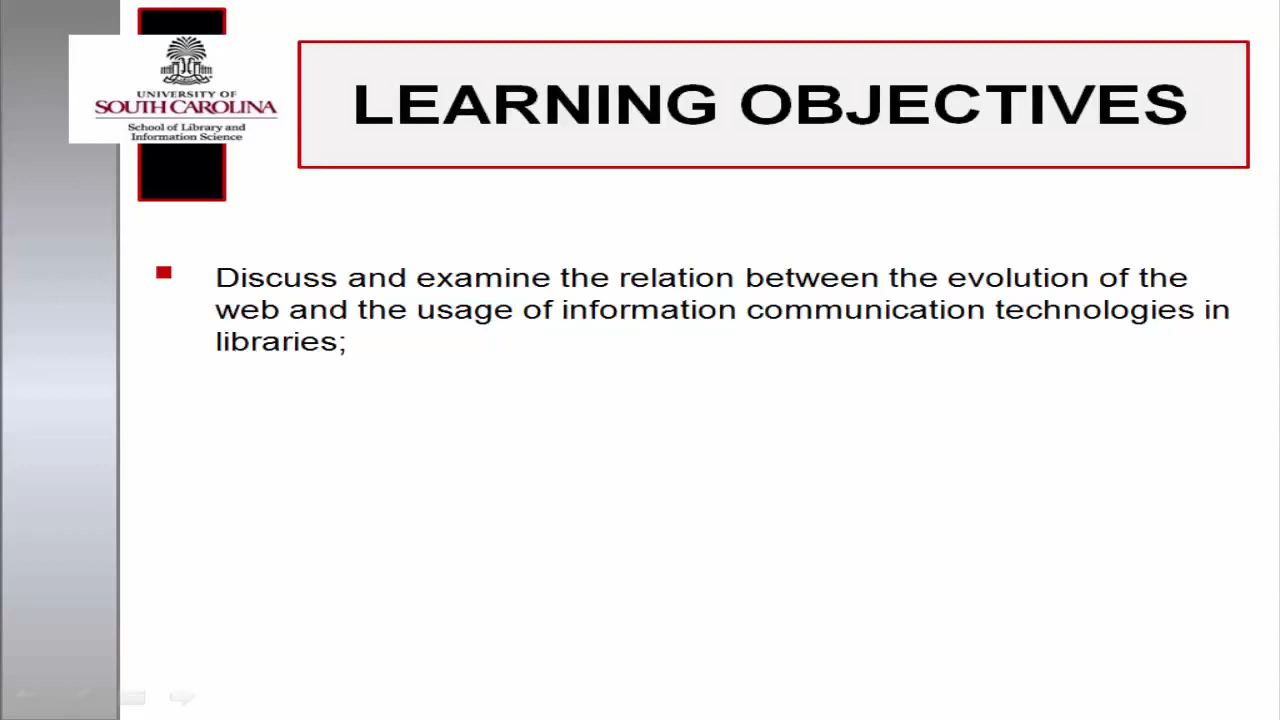 UNIVERSITY OF
SOUTH CAROLINA
School of Library and
Information Science
LEARNING OBJECTIVES
Discuss and examine the relation between the evolution of the
web and the usage of information communication technologies in
libraries;